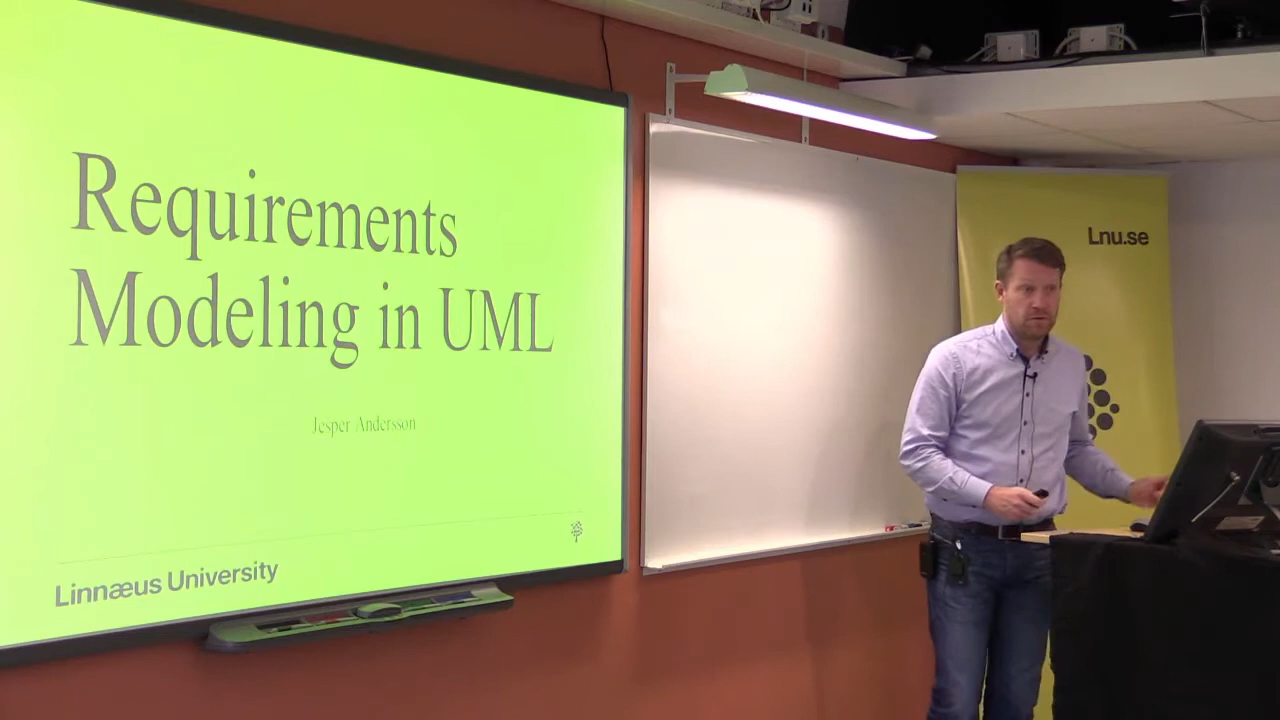 Requirements
Modeling in UML
Jesper Andersson
Linnæus University
Lnu.se